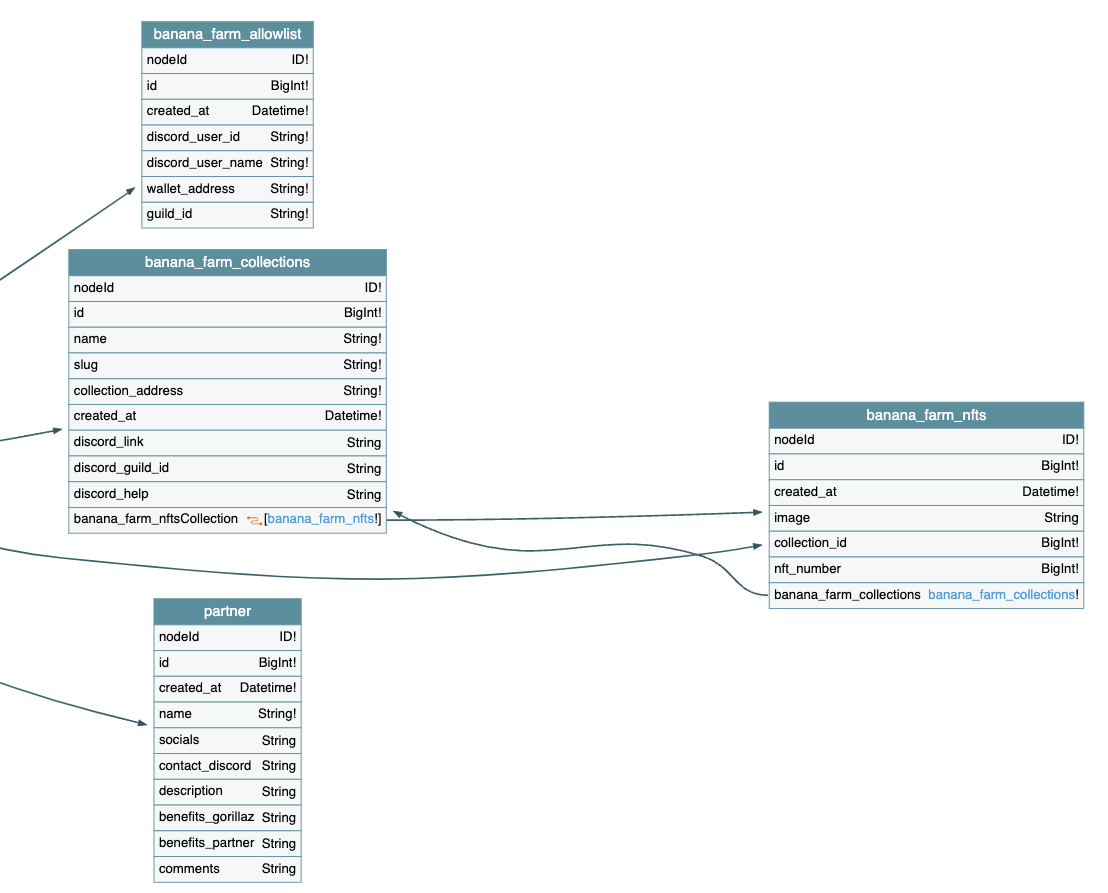 banana_farm_allowlist
nodeId ID!
id BigInt!
created_at Datetime!
discord_user_id String!
discord_user_name String!
wallet_address String!
guild_id String!
banana_farm_collections
nodeId ID!
id BigInt!
name String!
slug String!
collection_address String!
created_at Datetime!
discord_link String
discord_guild_id String
discord_help String
banana_farm_nftsCollection [banana_farm_nfts!]
banana_farm_nfts
nodeId ID!
id BigInt!
created_at Datetime!
image String
collection_id BigInt!
nft_number BigInt!
banana_farm_collections banana_farm_collections!
partner
nodeId ID!
id BigInt!
created_at Datetime!
name String!
socials String
contact_discord String
description String
benefits_gorillaz String
benefits_partner String
comments String